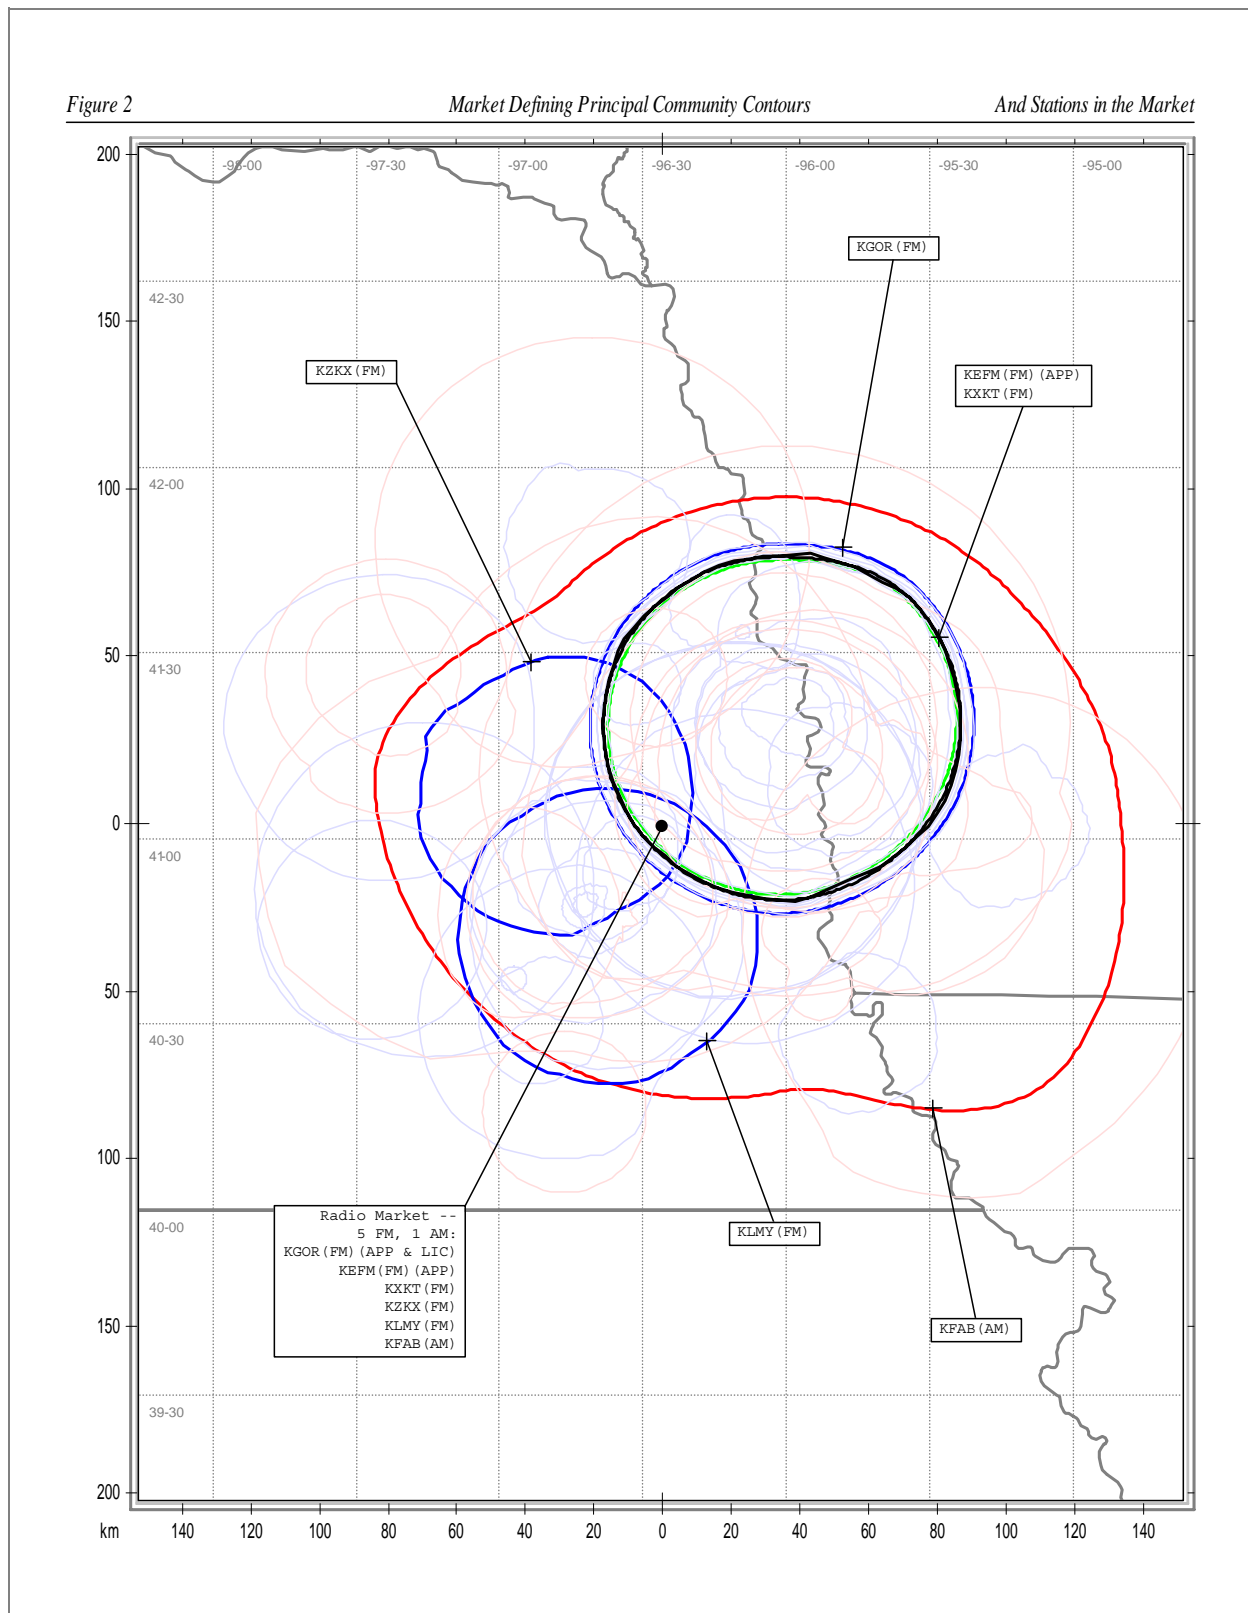 Figure 2 Market Defining Principal Community Contours And Stations in the Market
200
-98-00 -97-30 -97-00 -96-30 -96-00 -95-30 -95-00
KGOR(FM)
42-30
150
KZKX(FM)
KEFM(FM)(APP)
KXKT(FM)
42-00
100
50
41-30
0
41-00
50
40-30
100
Radio Market --
5 FM, 1 AM:
KGOR(FM)(APP & LIC)
KEFM(FM)(APP)
KXKT(FM)
KZKX(FM)
KLMY(FM)
KFAB(AM)
40-00
KLMY(FM)
150
KFAB(AM)
39-30
200
km 140 120 100 80 60 40 20 0 20 40 60 80 100 120 140